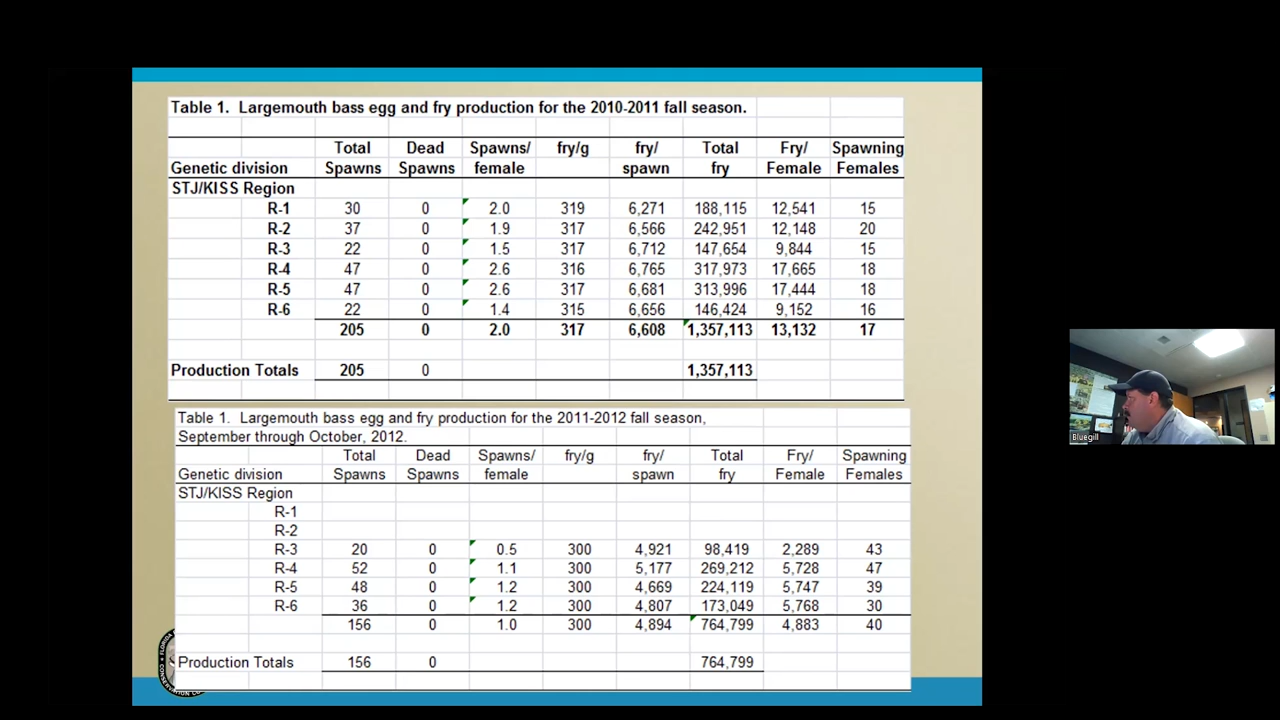 Table 1. Largemouth bass egg and fry production for the 2010-2011 fall season.
Total Dead Spawns/ fry/g fry/ Total Fry/ Spawning
Genetic division Spawns Spawns female spawn fry Female Females
STJ/KISS Region
R-1 30 0 2.0 319 6,271 188,115 12,541 15
R-2 37 0 1.9 317 6,566 242,951 12,148 20
R-3 22 0 1.5 317 6,712 147,654 9,844 15
R-4 47 0 2.6 316 6,765 317,973 17,665 18
R-5 47 0 2.6 317 6,681 313,996 17,444 18
R-6 22 0 1.4 315 6,656 146,424 9,152 16
205 0 2.0 317 6,608 1,357,113 13,132 17
Production Totals 205 0 1,357,113
Table 1. Largemouth bass egg and fry production for the 2011-2012 fall season,
September through October, 2012.
Total Dead Spawns/ fry/g fry/ Total Fry/ Spawning
Genetic division Spawns Spawns female spawn fry Female Females
STJ/KISS Region
R-1
R-2
R-3 20 0 0.5 300 4,921 98,419 2,289 43
R-4 52 0 1.1 300 5,177 269,212 5,728 47
R-5 48 0 1.2 300 4,669 224,119 5,747 39
R-6 36 0 1.2 300 4,807 173,049 5,768 30
156 0 1.0 300 4,894 764,799 4,883 40
Production Totals 156 0 764,799
Bluegill